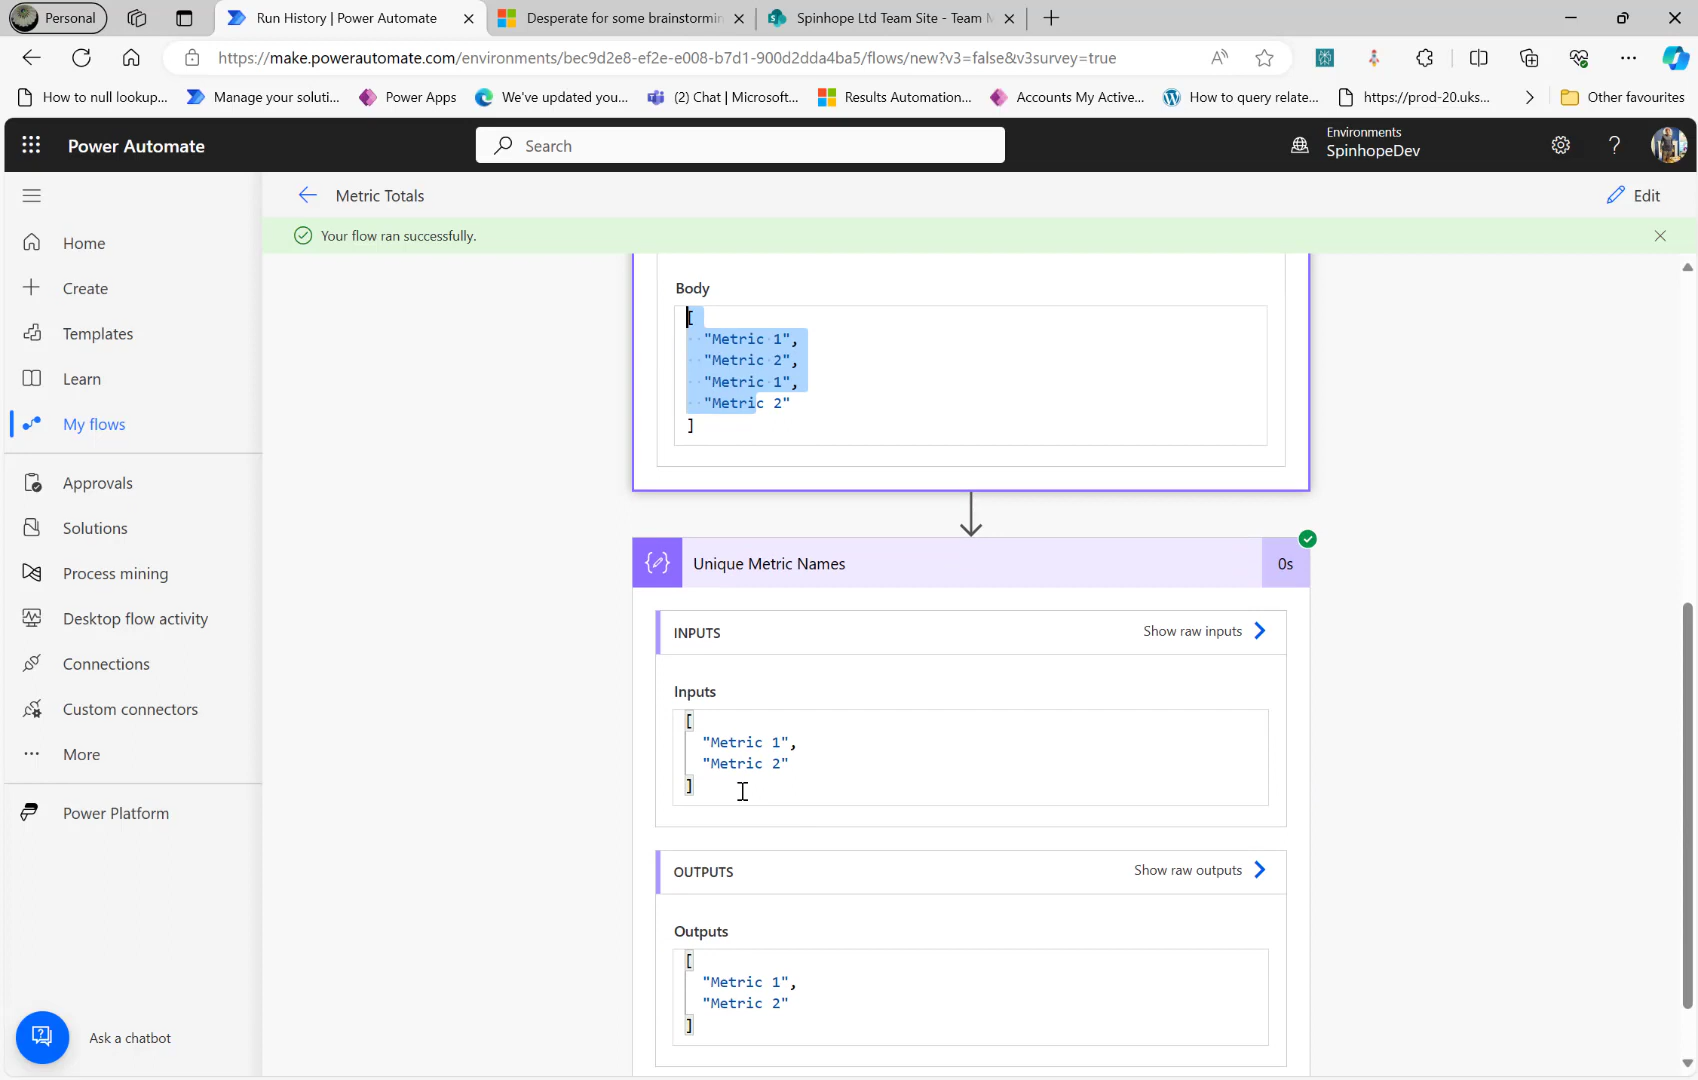 Personal
Run History | Power Automate
Desperate for some brainstormin
Spinhope Ltd Team Site - Team M
https://make.powerautomate.com/environments/bec9d2e8-ef2e-e008-b7d1-900d2dda4ba5/flows/new?v3=false&v3survey=true
How to null lookup...
Manage your soluti...
Power Apps
We've updated you...
(2) Chat | Microsoft...
Results Automation...
Accounts My Active...
How to query relate...
https://prod-20.uks...
Other favourites
Power Automate
Search
Environments
SpinhopeDev
Metric Totals
Edit
Your flow ran successfully.
Home
Create
Templates
Learn
My flows
Approvals
Solutions
Process mining
Desktop flow activity
Connections
Custom connectors
More
Power Platform
Ask a chatbot
Body
[
"Metric 1",
"Metric 2",
"Metric 1",
"Metric 2"
]
Unique Metric Names
0s
INPUTS
Show raw inputs
Inputs
[
"Metric 1",
"Metric 2"
]
OUTPUTS
Show raw outputs
Outputs
[
"Metric 1",
"Metric 2"
]